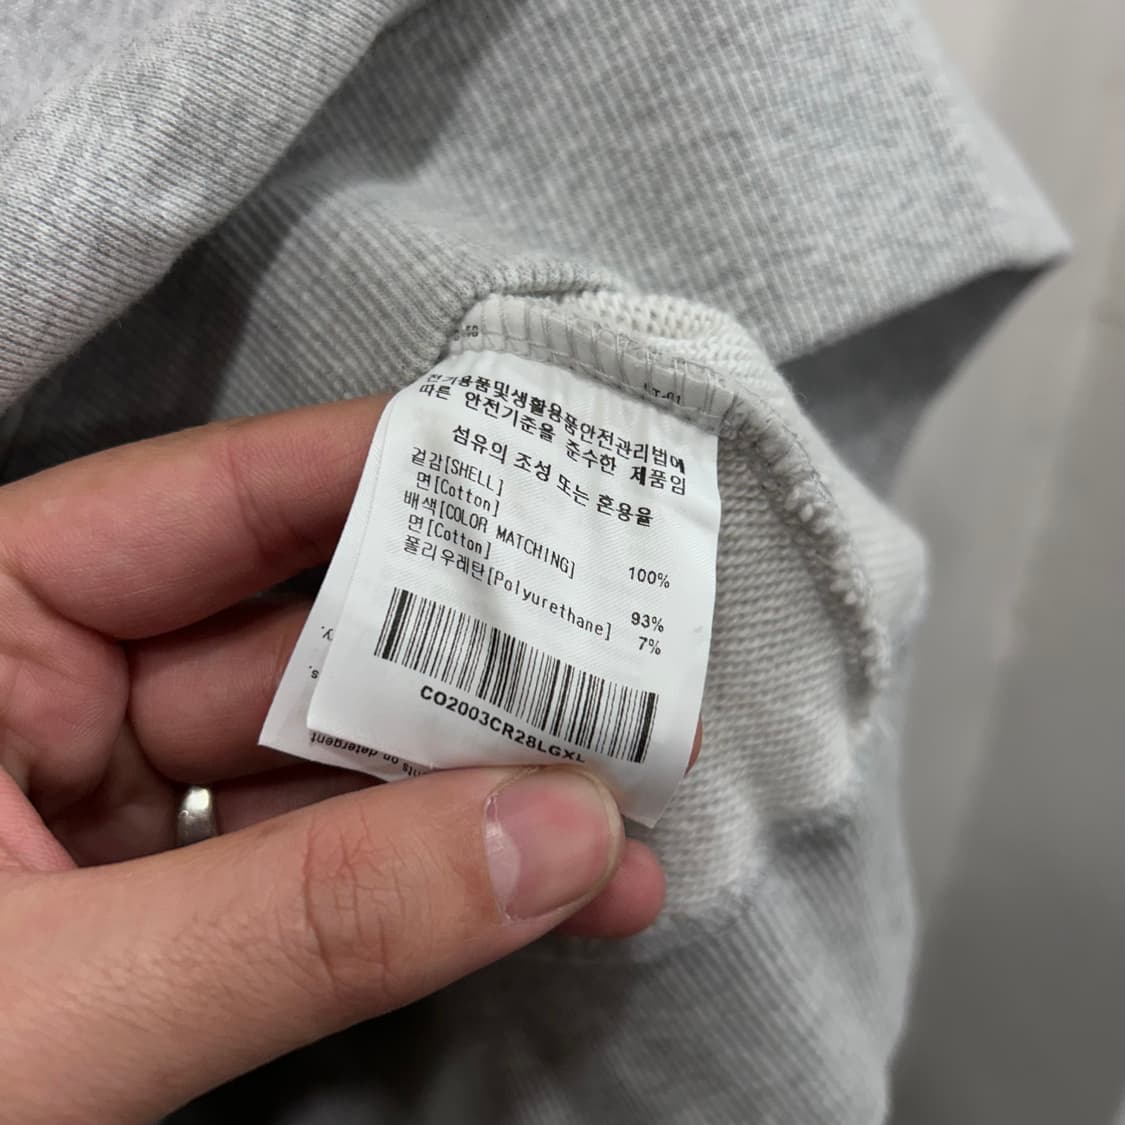 전기용품및생활용품안전관리법에
따른 안전기준을 준수한 제품임
섬유의 조성 또는 혼용율
겉감[SHELL]
면[Cotton] 100%
배색[COLOR MATCHING]
면[Cotton] 93%
폴리우레탄[Polyurethane] 7%
CO2003CR28LGXL
on detergent